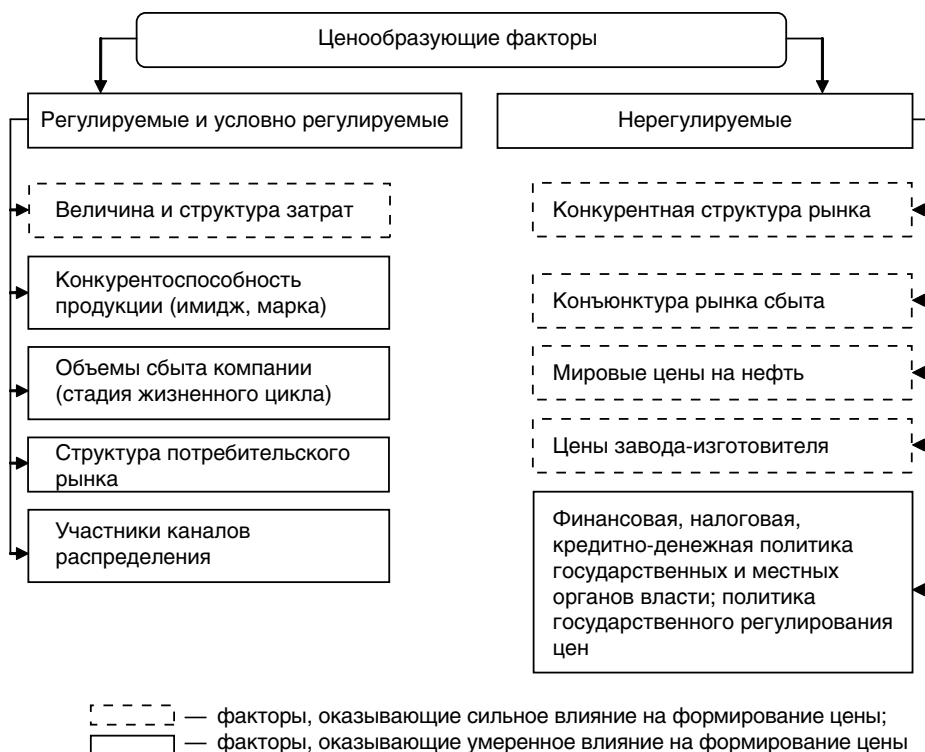 Ценообразующие факторы
Регулируемые и условно регулируемые
Величина и структура затрат
Конкурентоспособность
продукции (имидж, марка)
Объемы сбыта компании
(стадия жизненного цикла)
Структура потребительского
рынка
Участники каналов
распределения
Нерегулируемые
Конкурентная структура рынка
Конъюнктура рынка сбыта
Мировые цены на нефть
Цены завода-изготовителя
Финансовая, налоговая,
кредитно-денежная политика
государственных и местных
органов власти; политика
государственного регулирования
цен
— факторы, оказывающие сильное влияние на формирование цены;
— факторы, оказывающие умеренное влияние на формирование цены